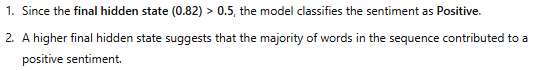 1. Since the final hidden state (0.82) > 0.5, the model classifies the sentiment as Positive.
2. A higher final hidden state suggests that the majority of words in the sequence contributed to a
positive sentiment.